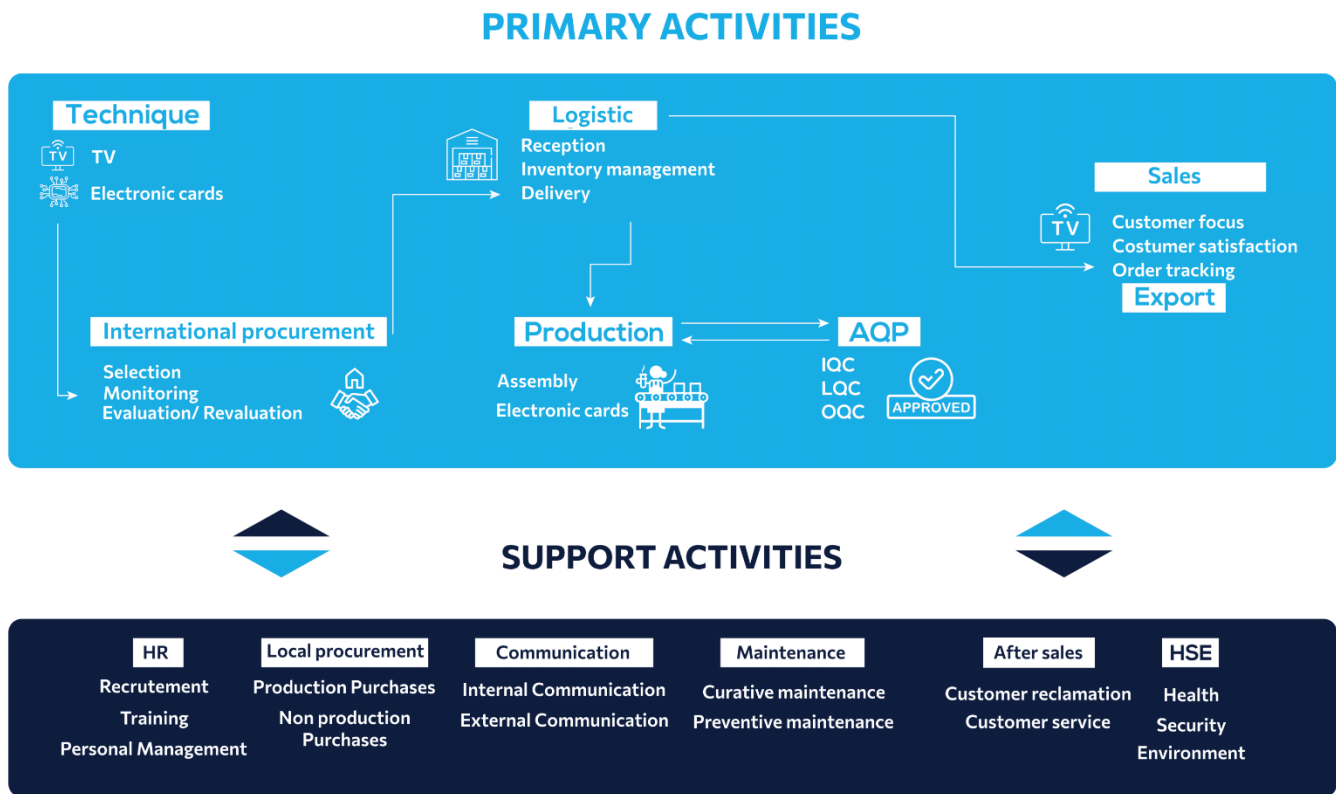 PRIMARY ACTIVITIES
Technique
TV
TV
Electronic cards
International procurement
Selection
Monitoring
Evaluation/ Revaluation
Logistic
Reception
Inventory management
Delivery
Production
Assembly
Electronic cards
AQP
IQC
LQC
OQC
APPROVED
Sales
TV
Customer focus
Costumer satisfaction
Order tracking
Export
SUPPORT ACTIVITIES
HR
Recrutement
Training
Personal Management
Local procurement
Production Purchases
Non production
Purchases
Communication
Internal Communication
External Communication
Maintenance
Curative maintenance
Preventive maintenance
After sales
Customer reclamation
Customer service
HSE
Health
Security
Environment